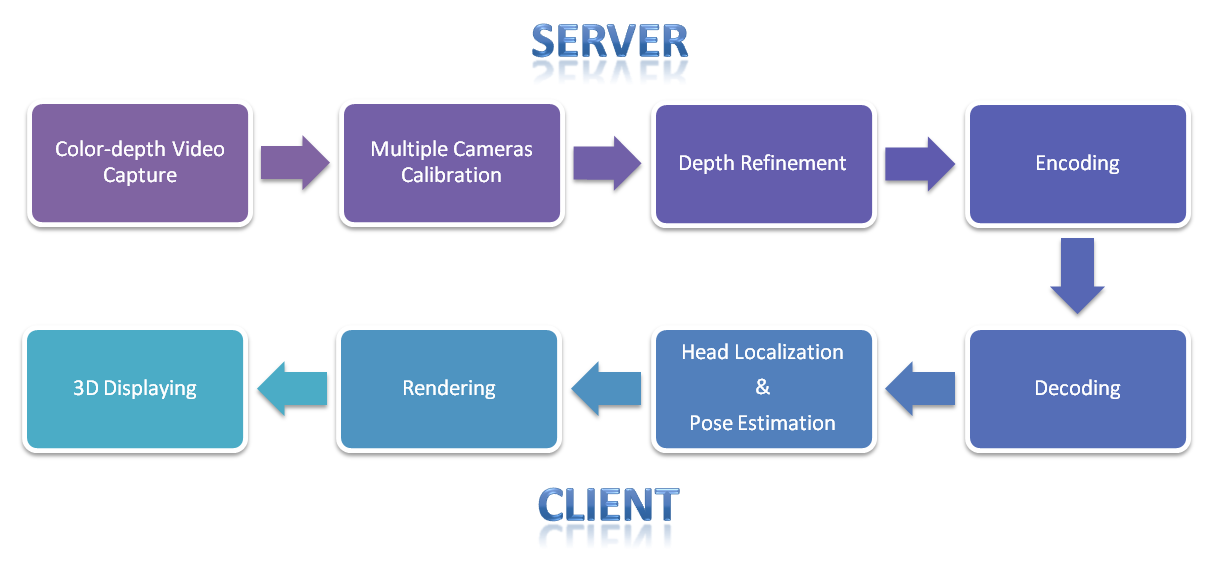 SERVER
Color-depth Video
Capture
Multiple Cameras
Calibration
Depth Refinement
Encoding
Decoding
Head Localization
&
Pose Estimation
Rendering
3D Displaying
CLIENT